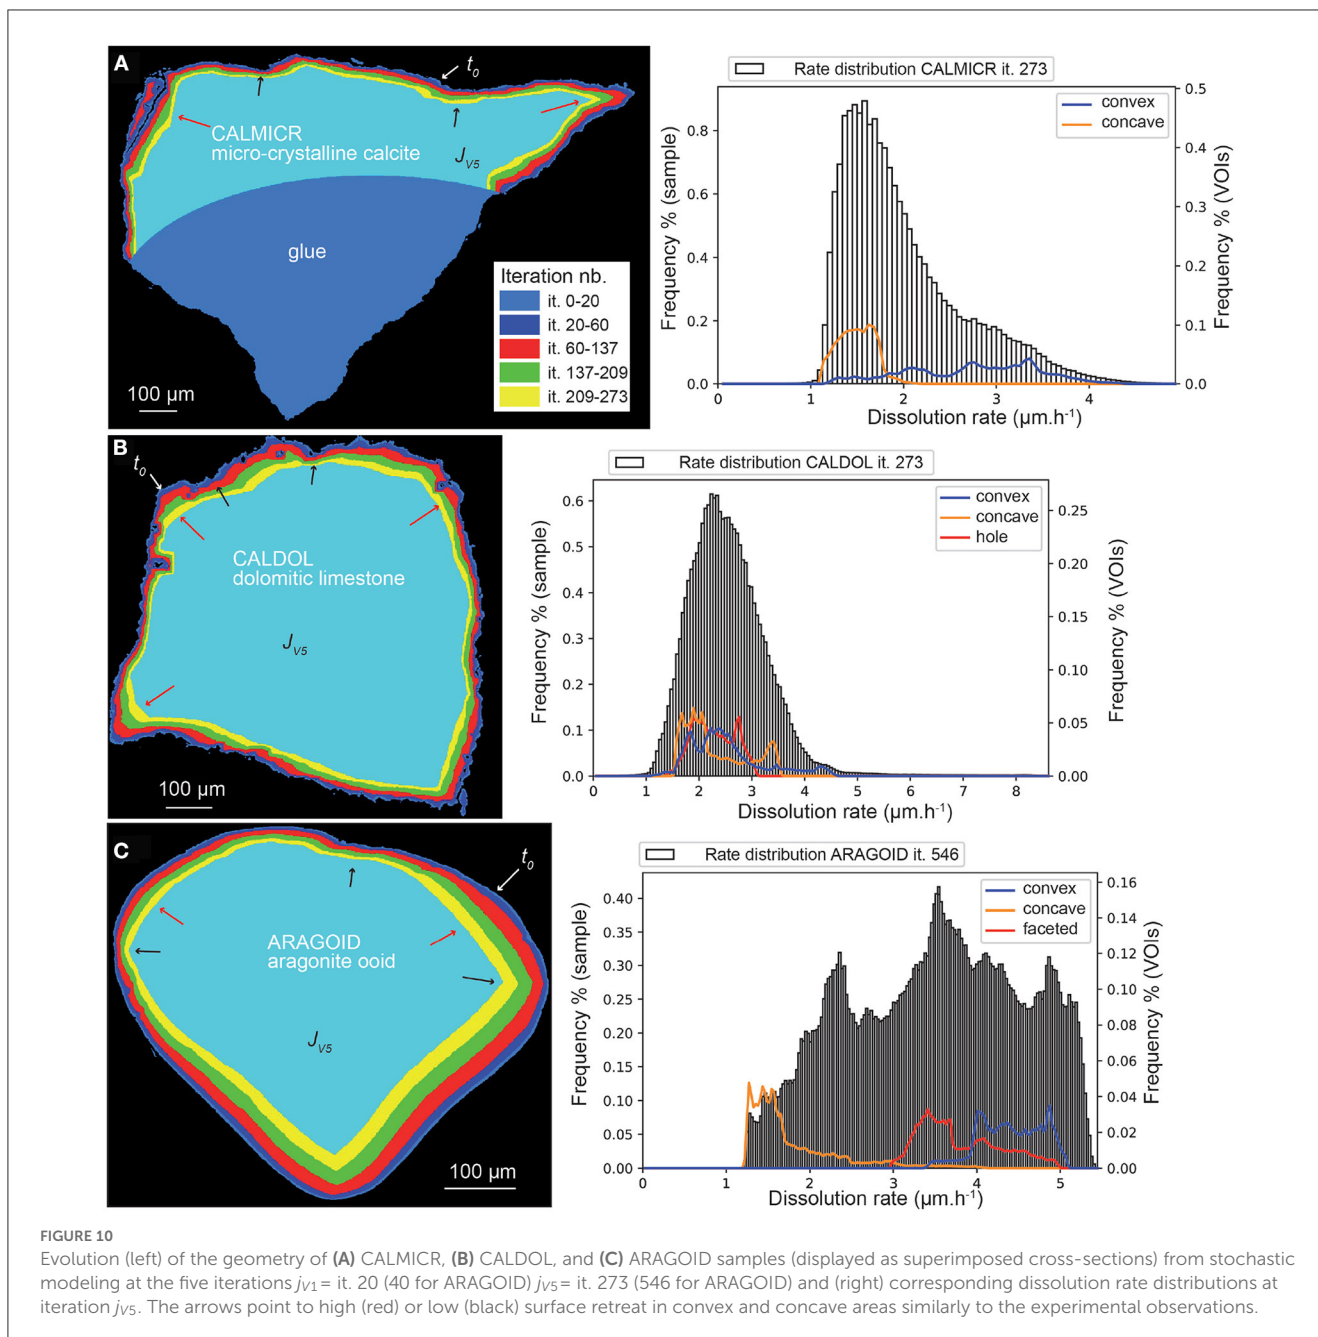 A
t0
CALMICR
micro-crystalline calcite
JV5
glue
Iteration nb.
it. 0-20
it. 20-60
it. 60-137
it. 137-209
it. 209-273
100 µm
Rate distribution CALMICR it. 273
convex
concave
Frequency % (sample)
0.8
0.6
0.4
0.2
0.0
Frequency % (VOIs)
0.5
0.4
0.3
0.2
0.1
0.0
0 1 2 3 4
Dissolution rate (µm.h-1)
B
t0
CALDOL
dolomitic limestone
JV5
100 µm
Rate distribution CALDOL it. 273
convex
concave
hole
Frequency % (sample)
0.6
0.5
0.4
0.3
0.2
0.1
0.0
Frequency % (VOIs)
0.25
0.20
0.15
0.10
0.05
0.00
0 1 2 3 4 5 6 7 8
Dissolution rate (µm.h-1)
C
t0
ARAGOID
aragonite ooid
JV5
100 µm
Rate distribution ARAGOID it. 546
convex
concave
faceted
Frequency % (sample)
0.40
0.35
0.30
0.25
0.20
0.15
0.10
0.05
0.00
Frequency % (VOIs)
0.16
0.14
0.12
0.10
0.08
0.06
0.04
0.02
0.00
0 1 2 3 4 5
Dissolution rate (µm.h-1)
FIGURE 10
Evolution (left) of the geometry of (A) CALMICR, (B) CALDOL, and (C) ARAGOID samples (displayed as superimposed cross-sections) from stochastic
modeling at the five iterations jV1= it. 20 (40 for ARAGOID) jV5= it. 273 (546 for ARAGOID) and (right) corresponding dissolution rate distributions at
iteration jV5. The arrows point to high (red) or low (black) surface retreat in convex and concave areas similarly to the experimental observations.